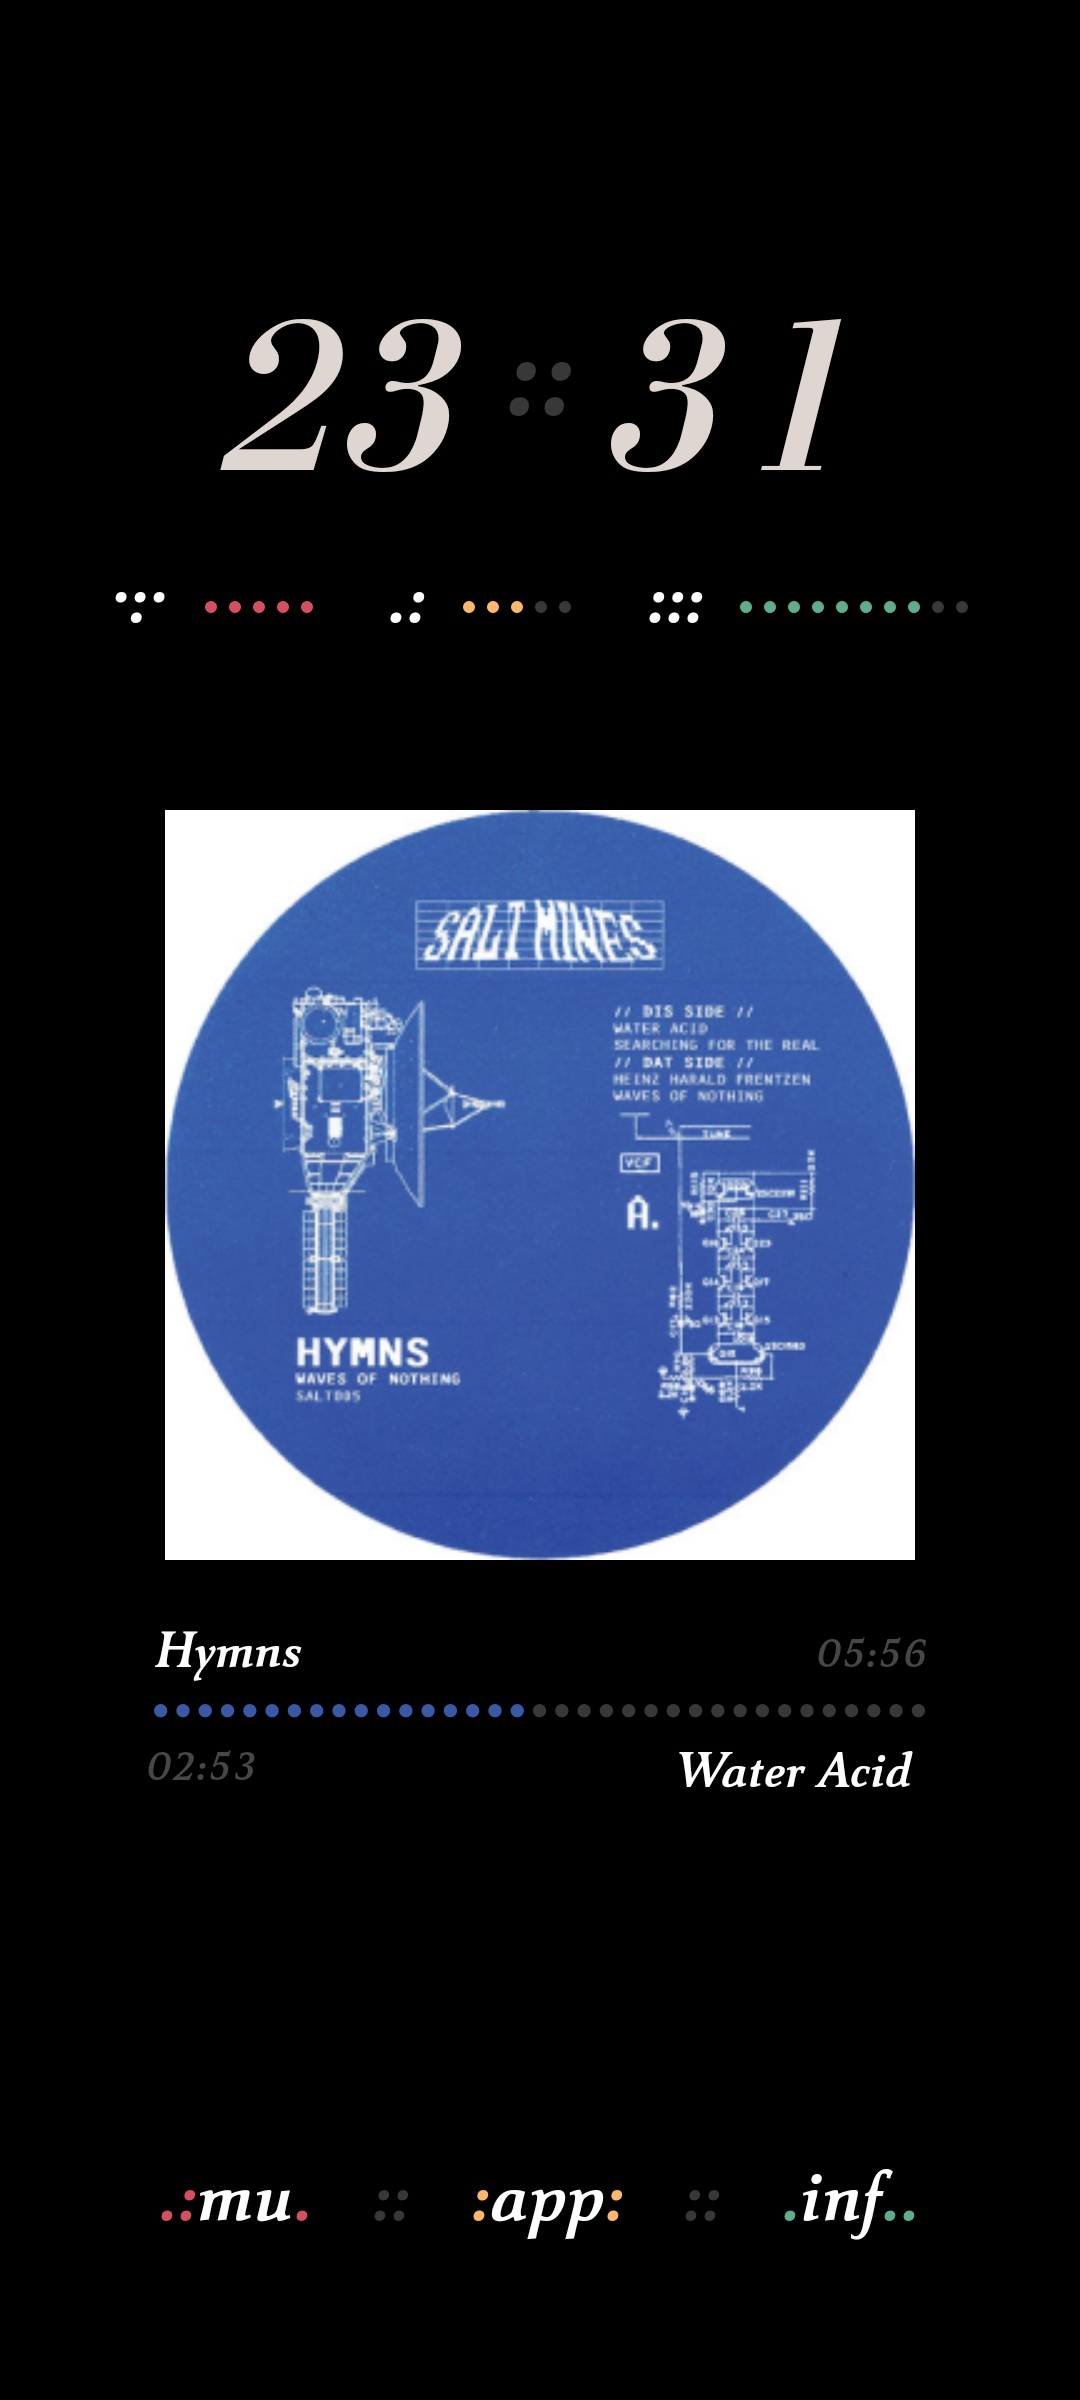 23 :: 31
SALT MINES
// DIS SIDE //
WATER ACID
SEARCHING FOR THE REAL
// DAT SIDE //
HEINZ HARALD FRENTZEN
WAVES OF NOTHING
TUNE
VCF
A.
HYMNS
WAVES OF NOTHING
SALT005
Hymns 05:56
02:53 Water Acid
.:mu. :: :app: :: .inf..